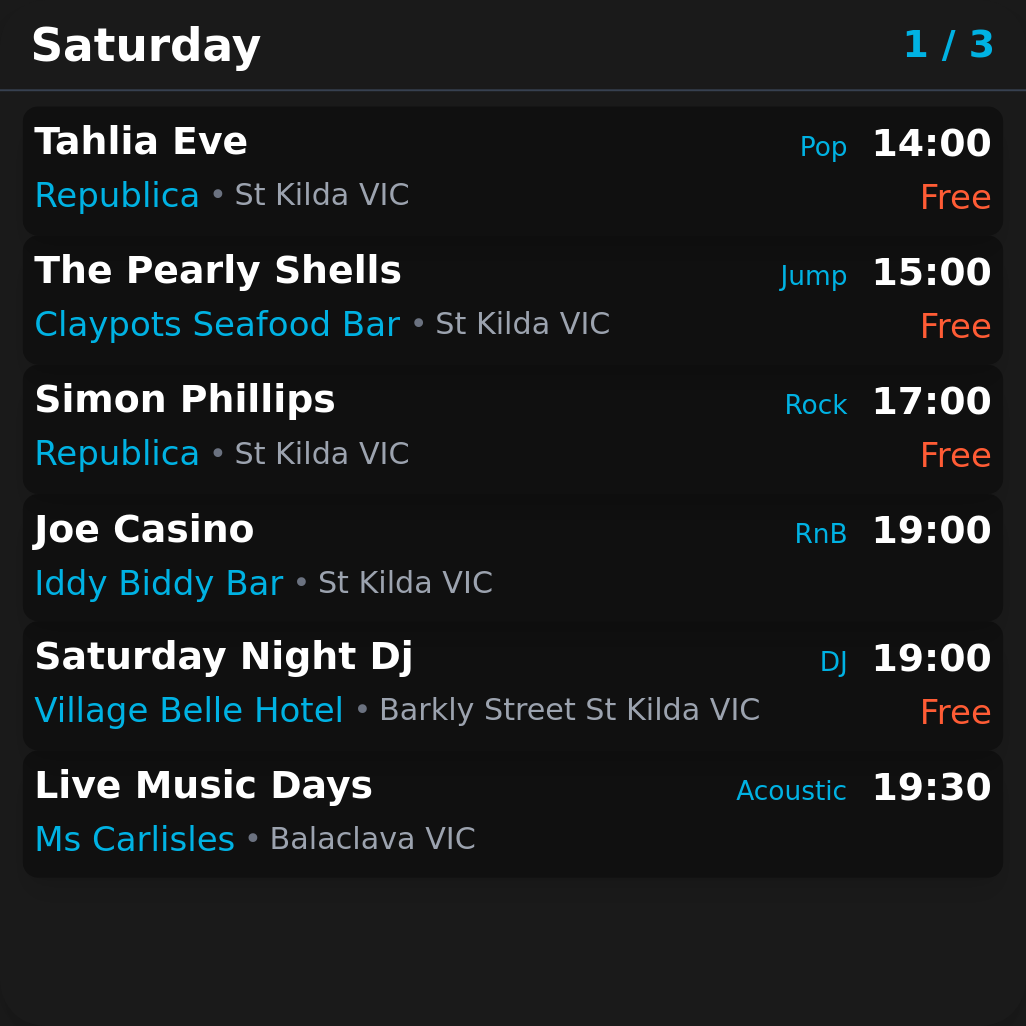 Saturday 1 / 3
Tahlia Eve Pop 14:00
Republica • St Kilda VIC Free
The Pearly Shells Jump 15:00
Claypots Seafood Bar • St Kilda VIC Free
Simon Phillips Rock 17:00
Republica • St Kilda VIC Free
Joe Casino RnB 19:00
Iddy Biddy Bar • St Kilda VIC
Saturday Night Dj DJ 19:00
Village Belle Hotel • Barkly Street St Kilda VIC Free
Live Music Days Acoustic 19:30
Ms Carlisles • Balaclava VIC